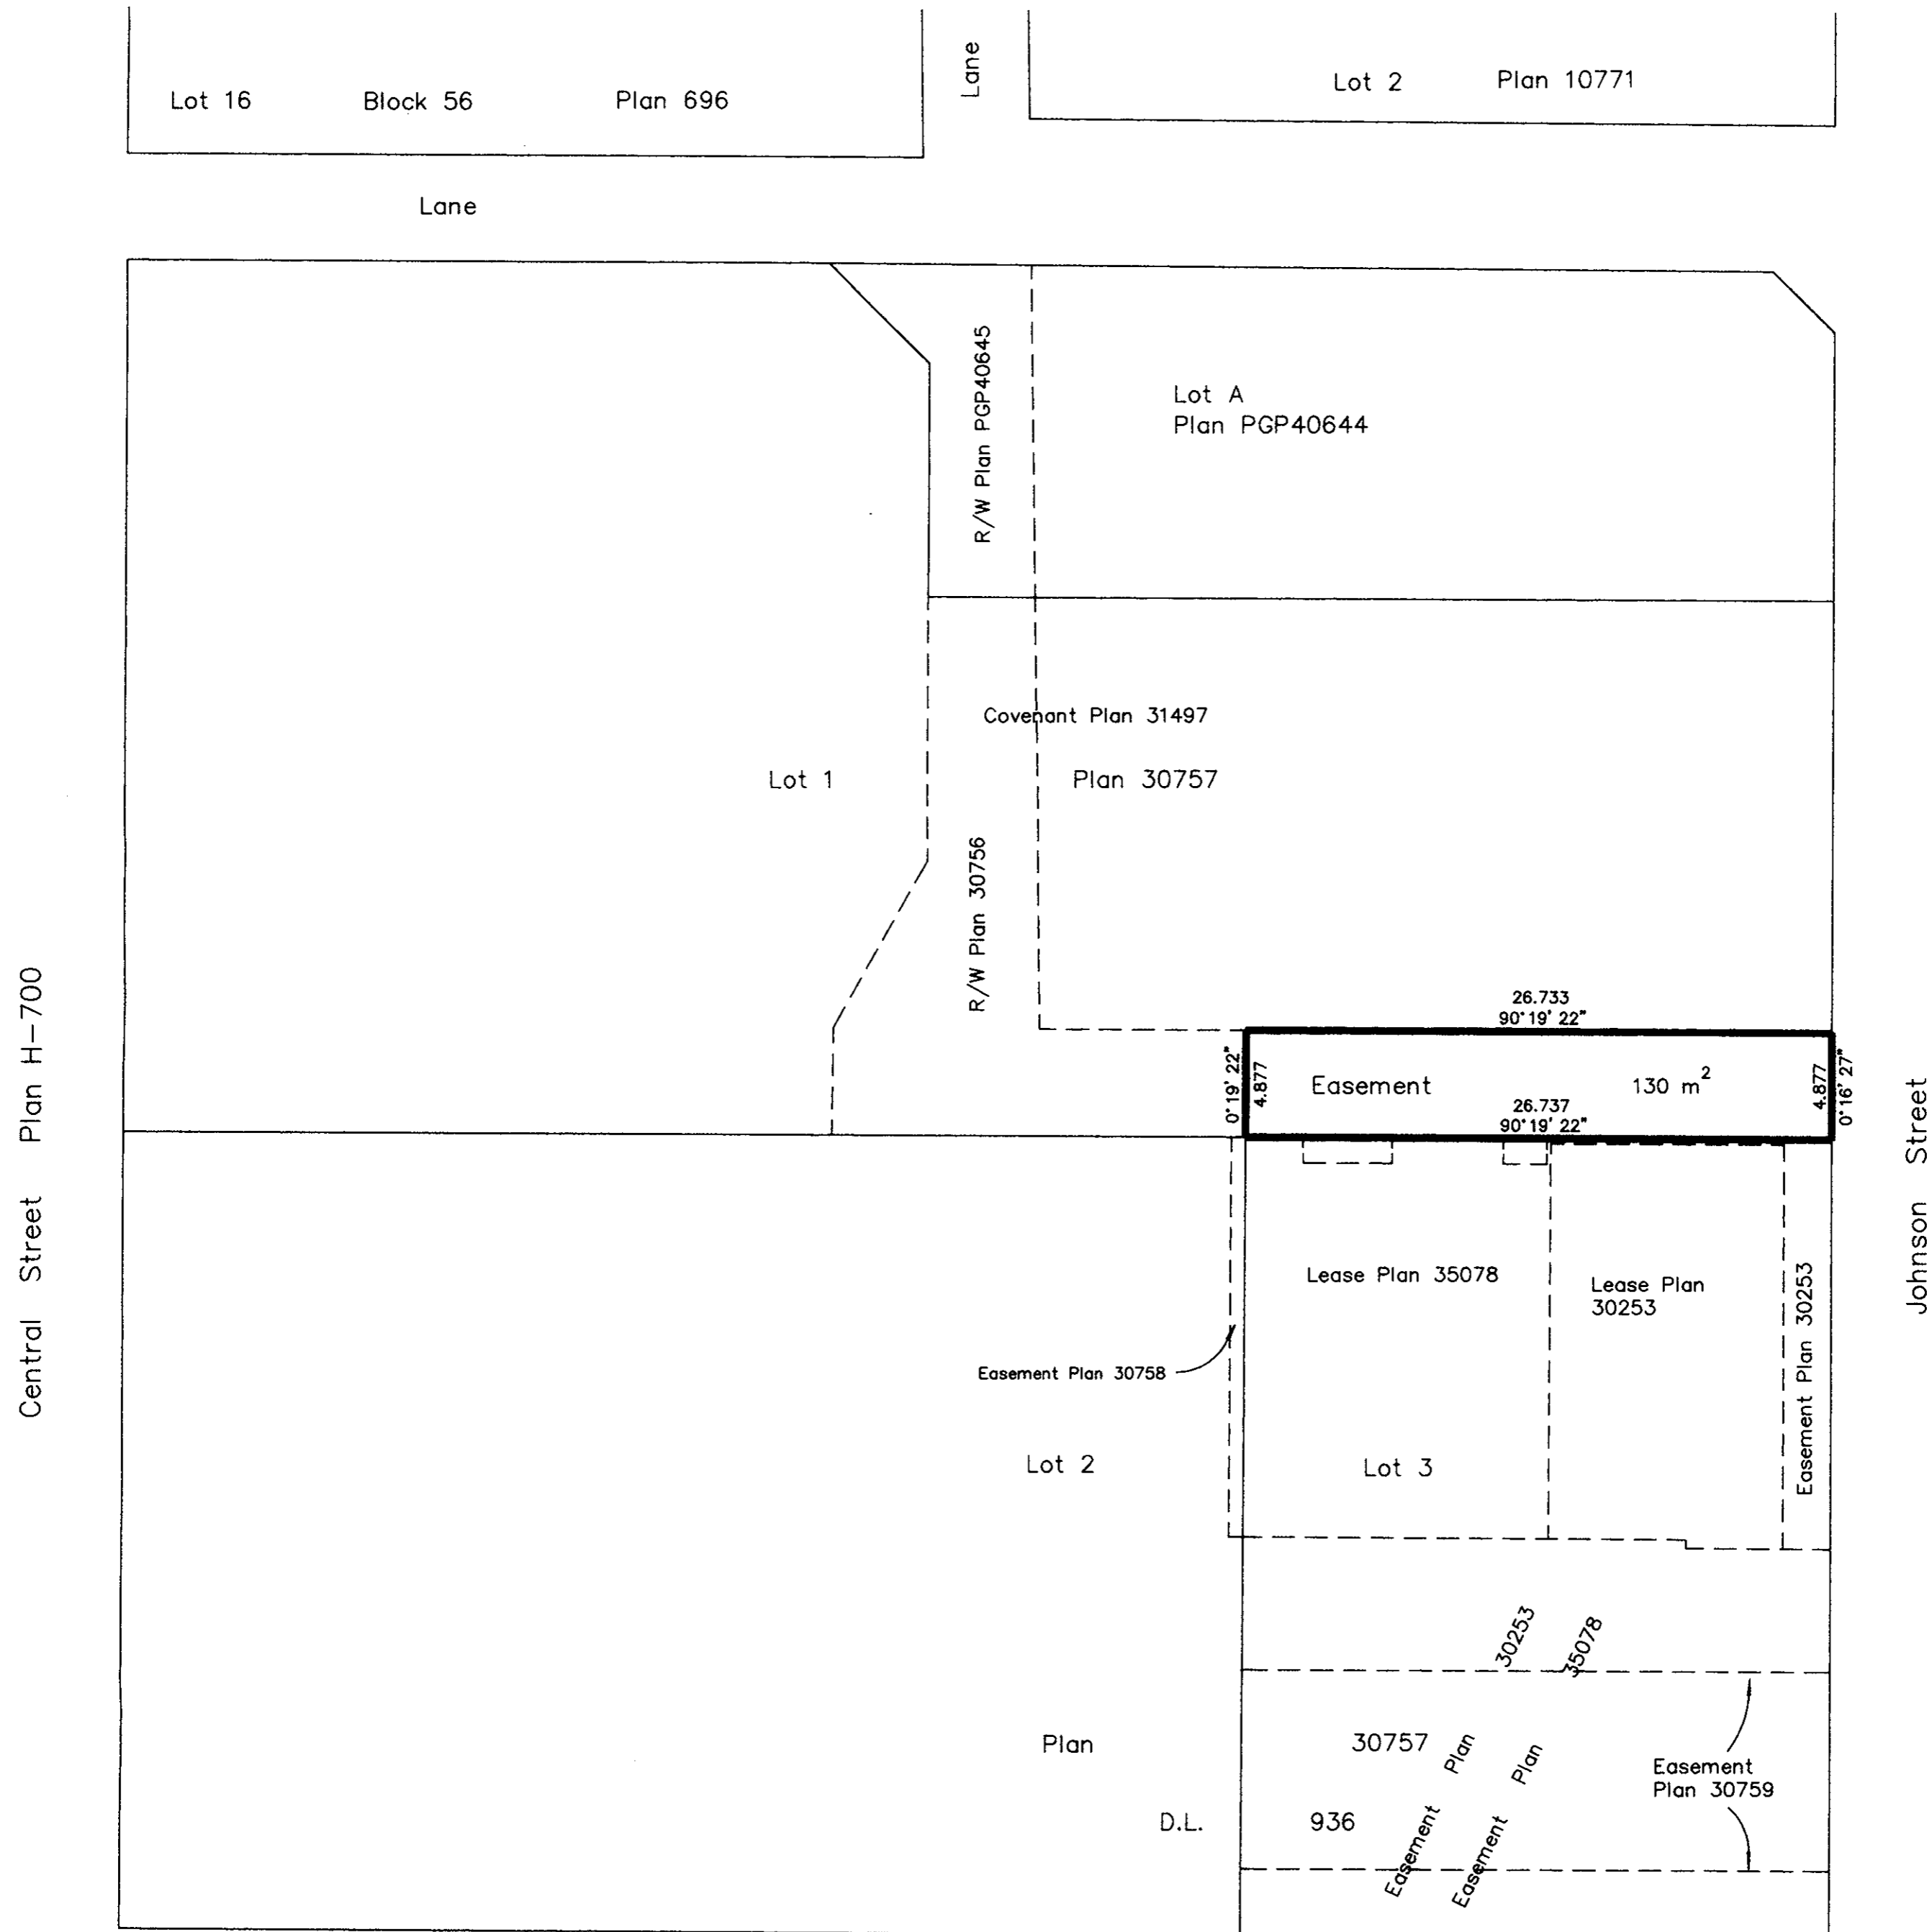 Lot 16 Block 56 Plan 696
Lane
Lot 2 Plan 10771
Lane
R/W Plan PGP40645
Lot A
Plan PGP40644
Covenant Plan 31497
Lot 1 Plan 30757
R/W Plan 30756
Central Street Plan H-700
26.733
90°19' 22"
0°19' 22"
4.877
Easement 130 m²
4.877
0°16' 27"
26.737
90°19' 22"
Johnson Street
Lease Plan 35078
Lease Plan
30253
Easement Plan 30253
Easement Plan 30758
Lot 2
Lot 3
Easement Plan 30253
Easement Plan 35078
Plan 30757
Easement
Plan 30759
D.L. 936